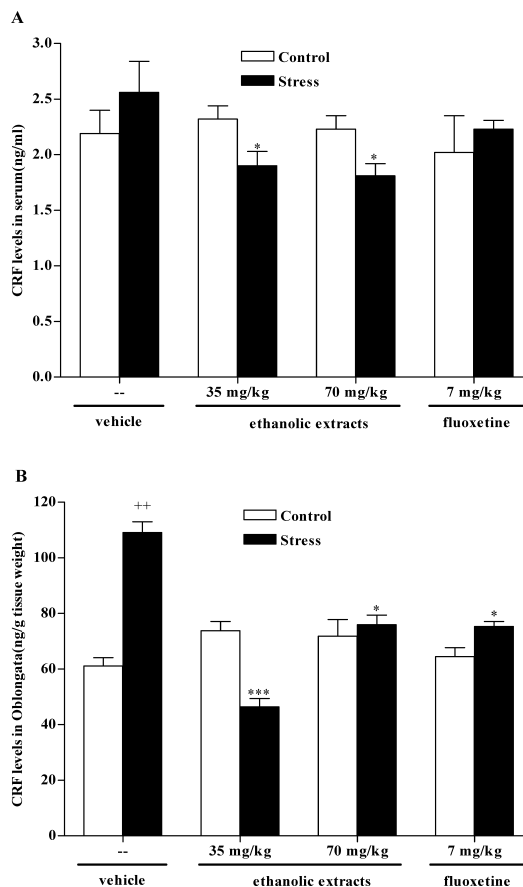 A
3.0
2.5
2.0
1.5
1.0
0.5
0.0
CRF levels in serum(ng/ml)
Control
Stress
*
*
-- 35 mg/kg 70 mg/kg 7 mg/kg
vehicle ethanolic extracts fluoxetine
B
120
100
80
60
40
20
0
CRF levels in Oblongata(ng/g tissue weight)
Control
Stress
++
***
*
*
-- 35 mg/kg 70 mg/kg 7 mg/kg
vehicle ethanolic extracts fluoxetine